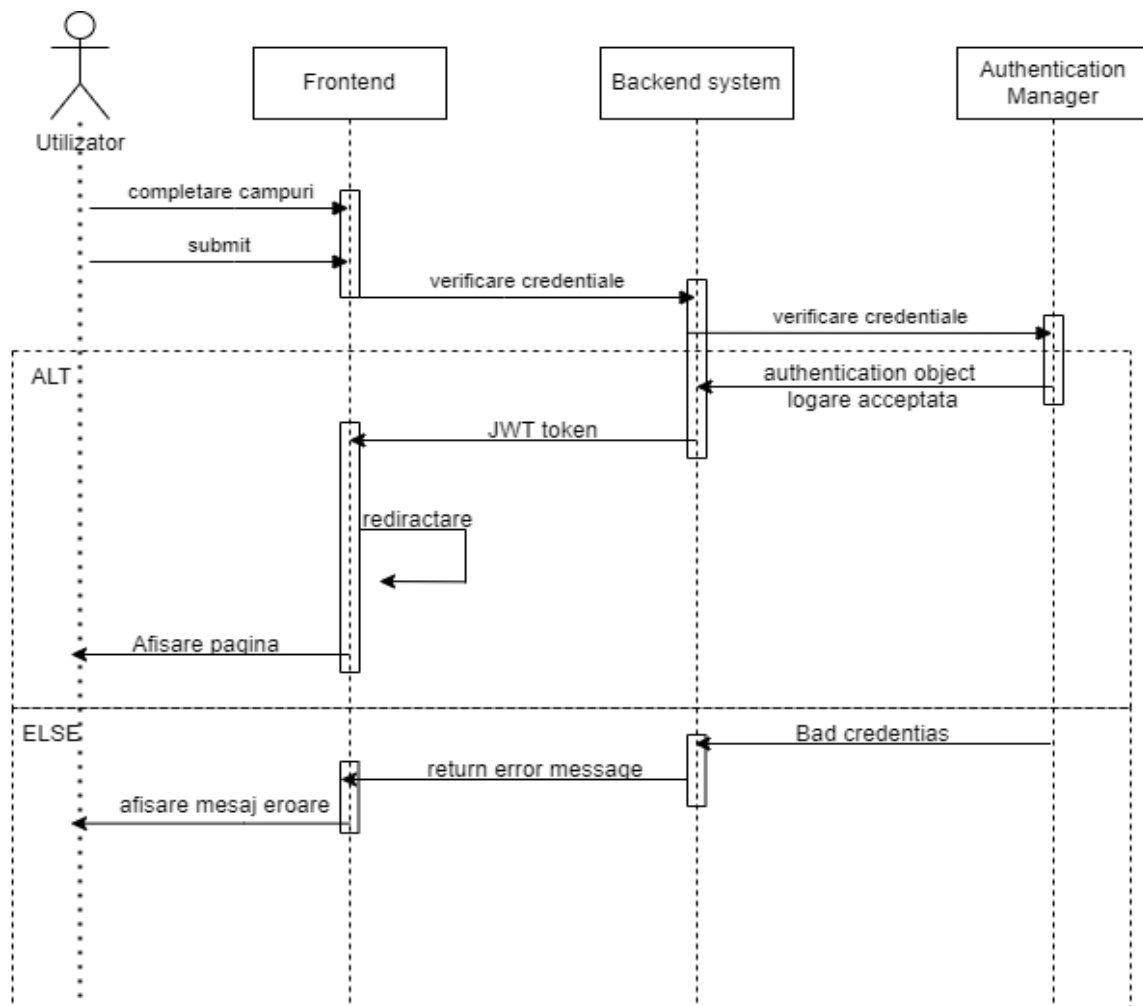 Frontend
Backend system
Authentication
Manager
Utilizator
completare campuri
submit
verificare credentiale
verificare credentiale
ALT
authentication object
logare acceptata
JWT token
rediractare
Afisare pagina
ELSE
Bad credentias
return error message
afisare mesaj eroare